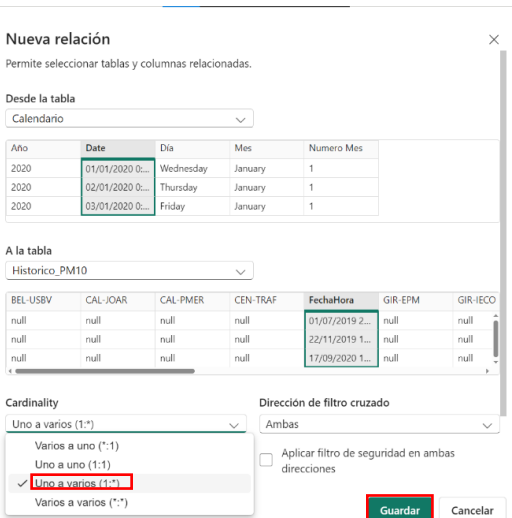 Nueva relación
Permite seleccionar tablas y columnas relacionadas.
Desde la tabla
Calendario
Año Date Día Mes Numero Mes
2020 01/01/2020 0:... Wednesday January 1
2020 02/01/2020 0:... Thursday January 1
2020 03/01/2020 0:... Friday January 1
A la tabla
Historico_PM10
BEL-USBV CAL-JOAR CAL-PMER CEN-TRAF FechaHora GIR-EPM GIR-IECO
null null null null 01/07/2019 2... null null
null null null null 22/11/2019 1... null null
null null null null 17/09/2020 1... null null
Cardinality Dirección de filtro cruzado
Uno a varios (1:*) Ambas
Varios a uno (*:1)
Uno a uno (1:1)
Uno a varios (1:*)
Varios a varios (*:*)
Aplicar filtro de seguridad en ambas
direcciones
Guardar Cancelar